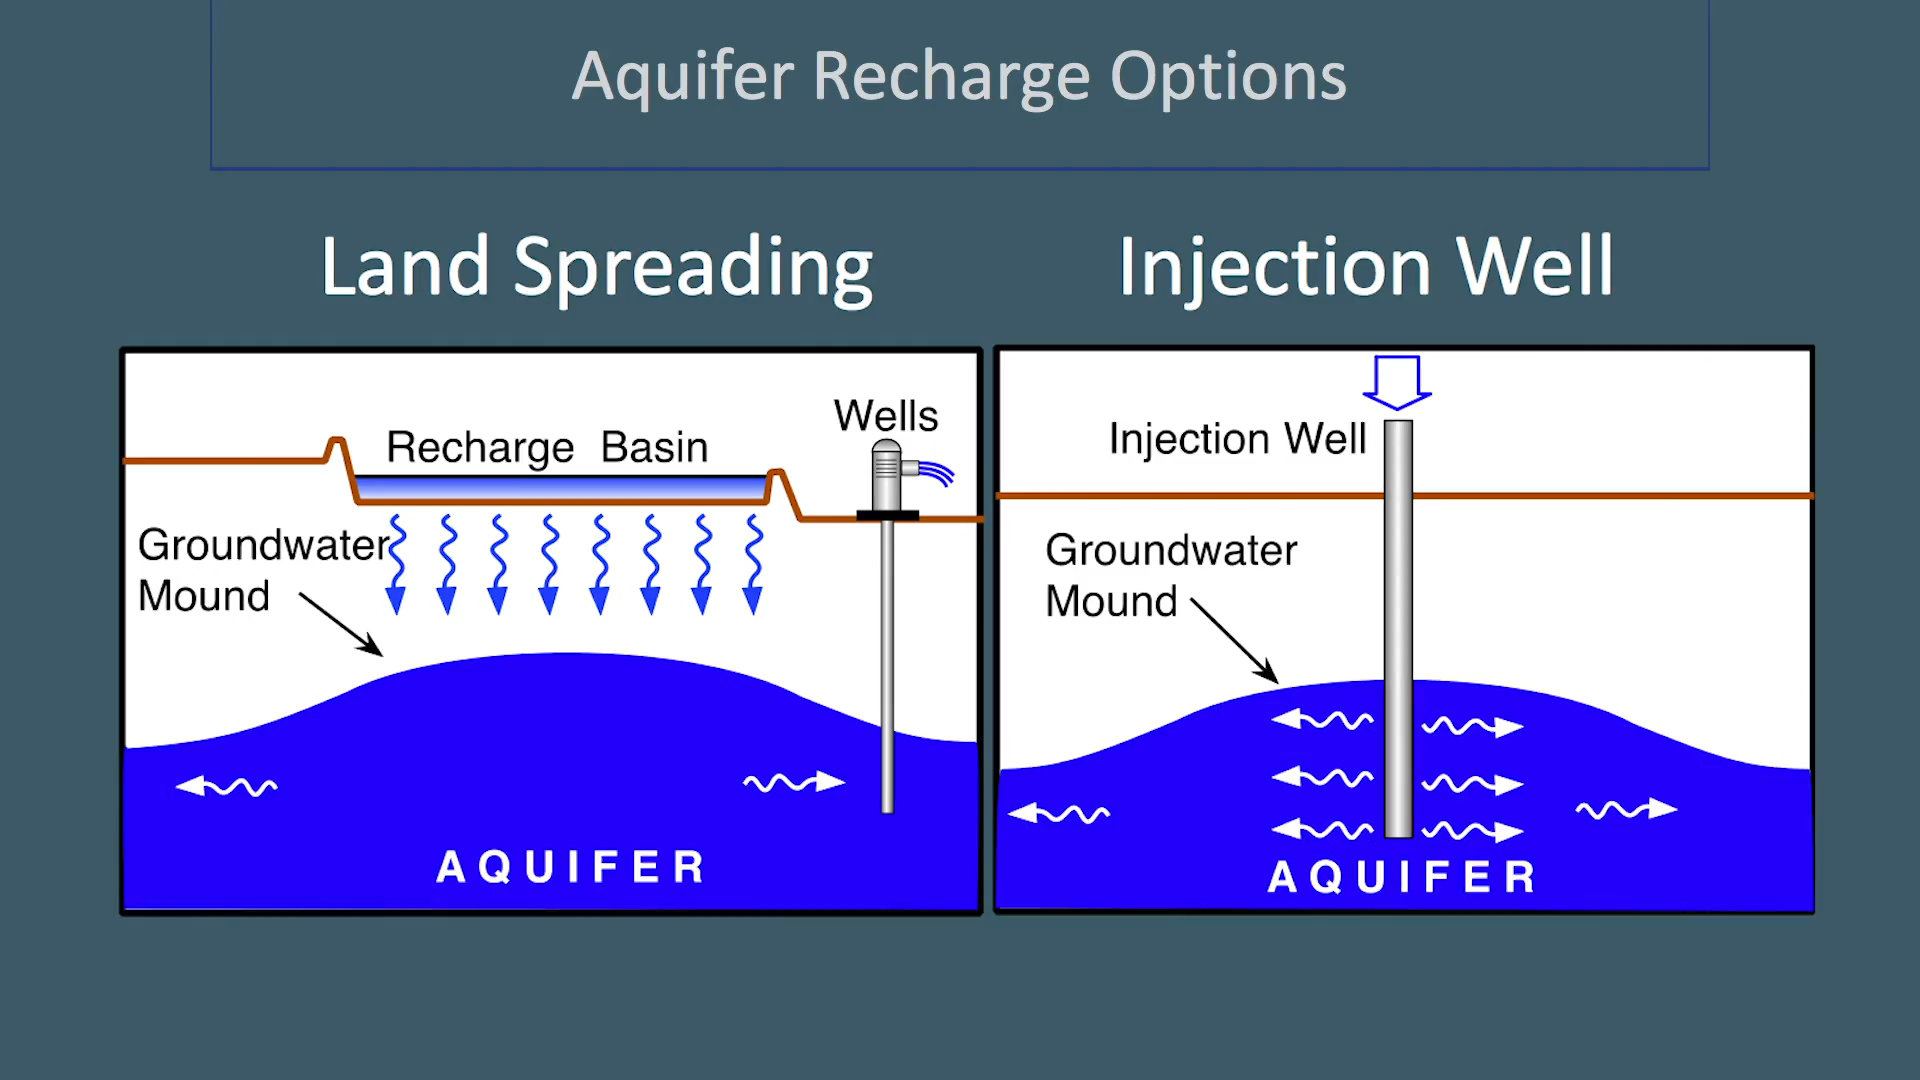 Aquifer Recharge Options
Land Spreading
Injection Well
Wells
Recharge Basin
Groundwater
Mound
AQUIFER
Injection Well
Groundwater
Mound
AQUIFER